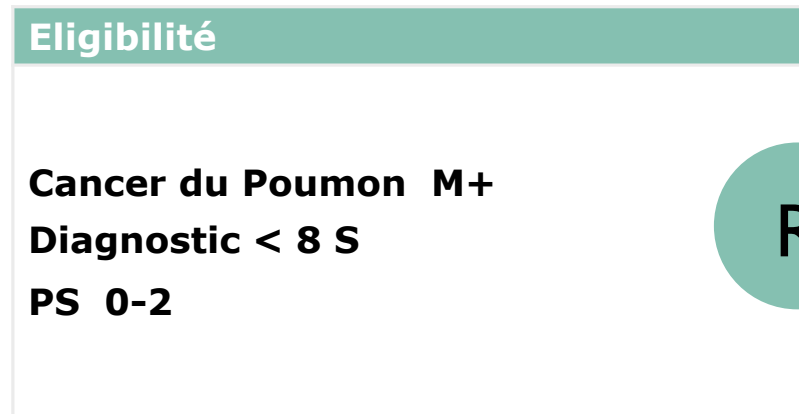 Eligibilité
Cancer du Poumon M+
Diagnostic < 8 S
R
PS 0-2